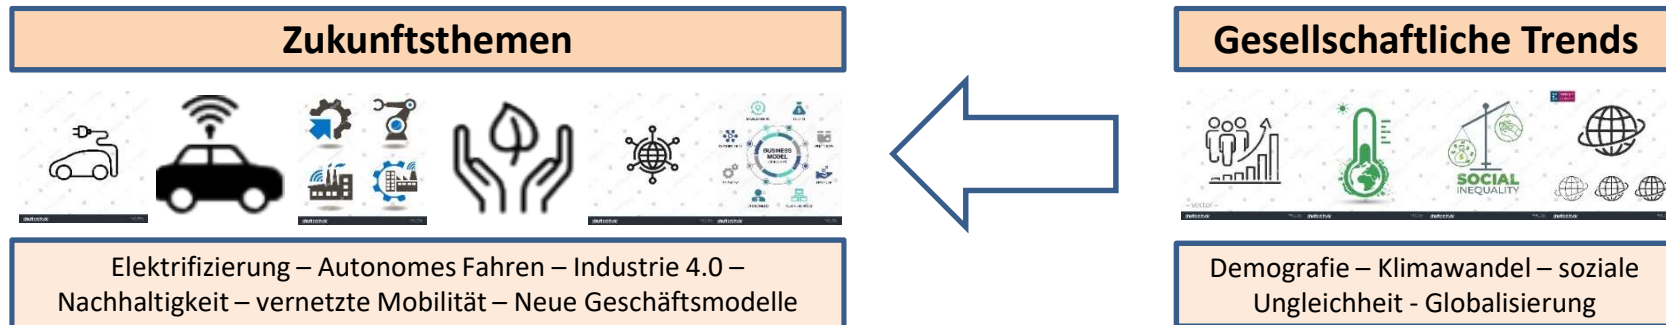 Zukunftsthemen
Gesellschaftliche Trends
BUSINESS
MODEL
SOCIAL
INEQUALITY
– vector –
Elektrifizierung – Autonomes Fahren – Industrie 4.0 –
Nachhaltigkeit – vernetzte Mobilität – Neue Geschäftsmodelle
Demografie – Klimawandel – soziale
Ungleichheit - Globalisierung